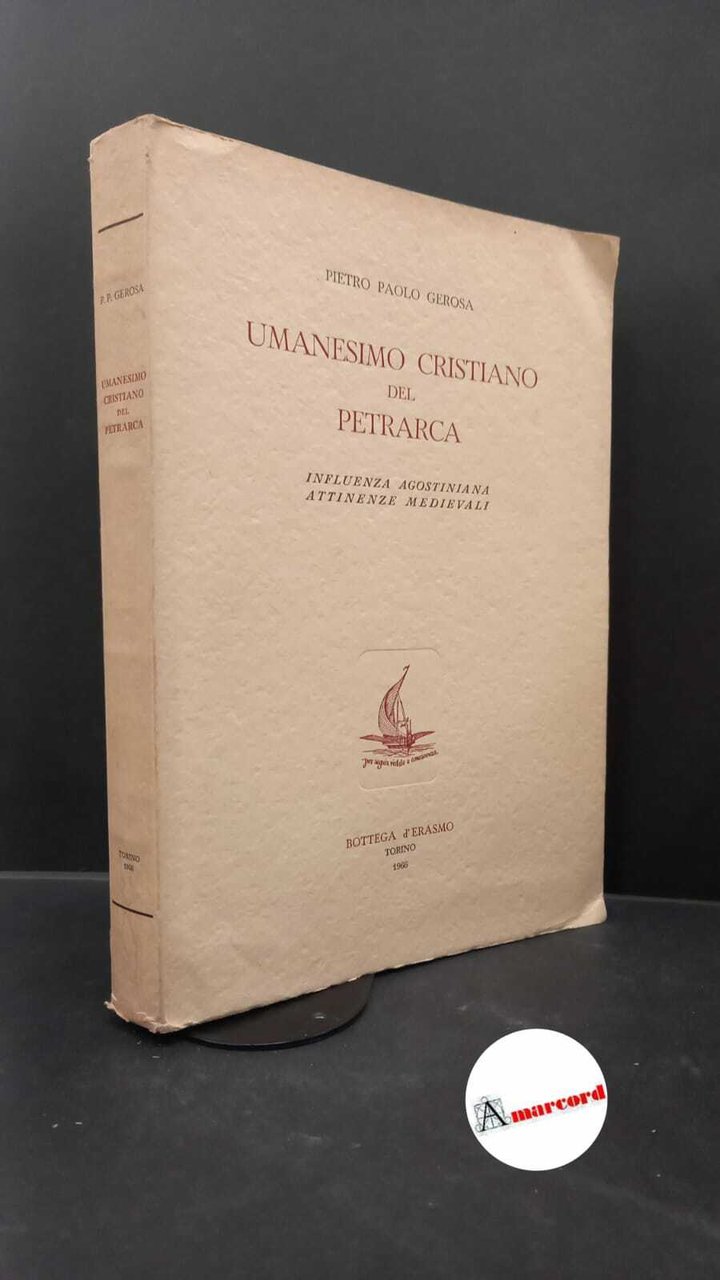 P. P. GEROSA
UMANESIMO
CRISTIANO
DEL
PETRARCA
TORINO
1966
PIETRO PAOLO GEROSA
UMANESIMO CRISTIANO
DEL
PETRARCA
INFLUENZA AGOSTINIANA
ATTINENZE MEDIEVALI
BOTTEGA d'ERASMO
TORINO
1966
Amarcord